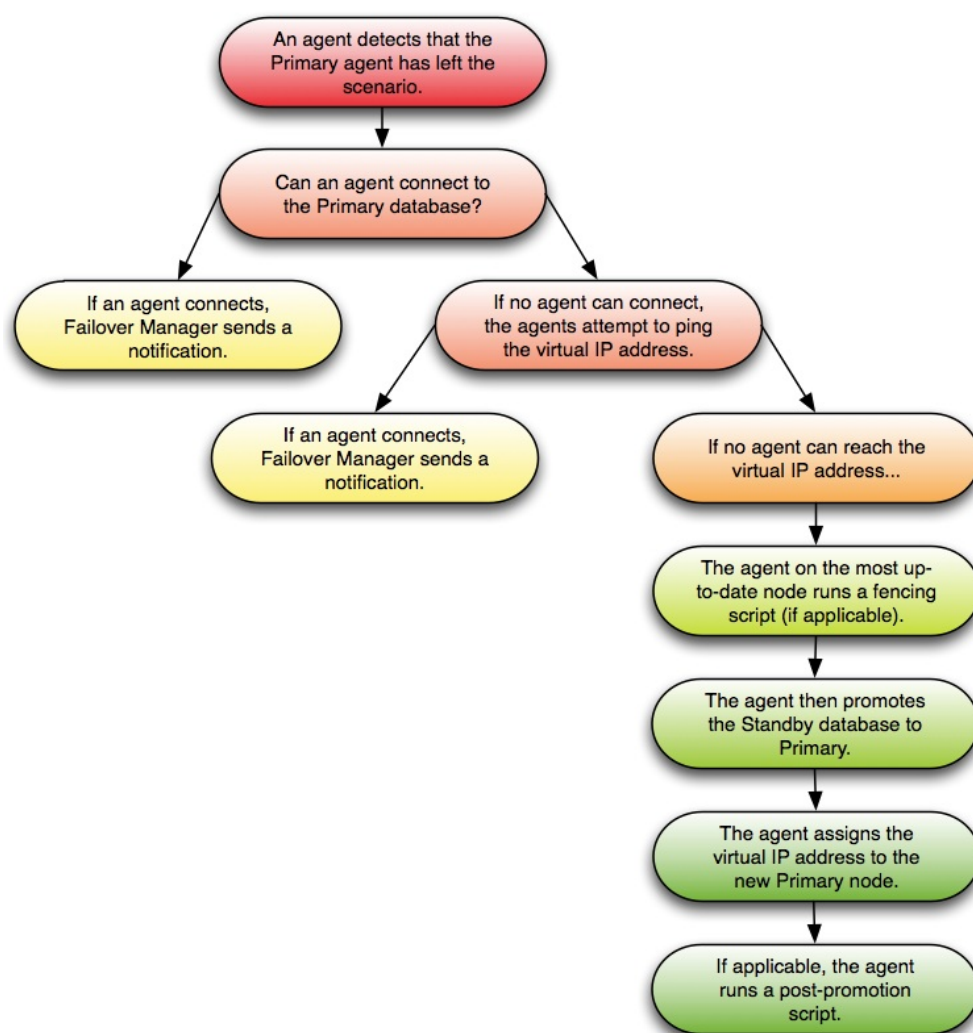 An agent detects that the
Primary agent has left the
scenario.
Can an agent connect to
the Primary database?
If an agent connects,
Failover Manager sends a
notification.
If no agent can connect,
the agents attempt to ping
the virtual IP address.
If an agent connects,
Failover Manager sends a
notification.
If no agent can reach the
virtual IP address...
The agent on the most up-
to-date node runs a fencing
script (if applicable).
The agent then promotes
the Standby database to
Primary.
The agent assigns the
virtual IP address to the
new Primary node.
If applicable, the agent
runs a post-promotion
script.